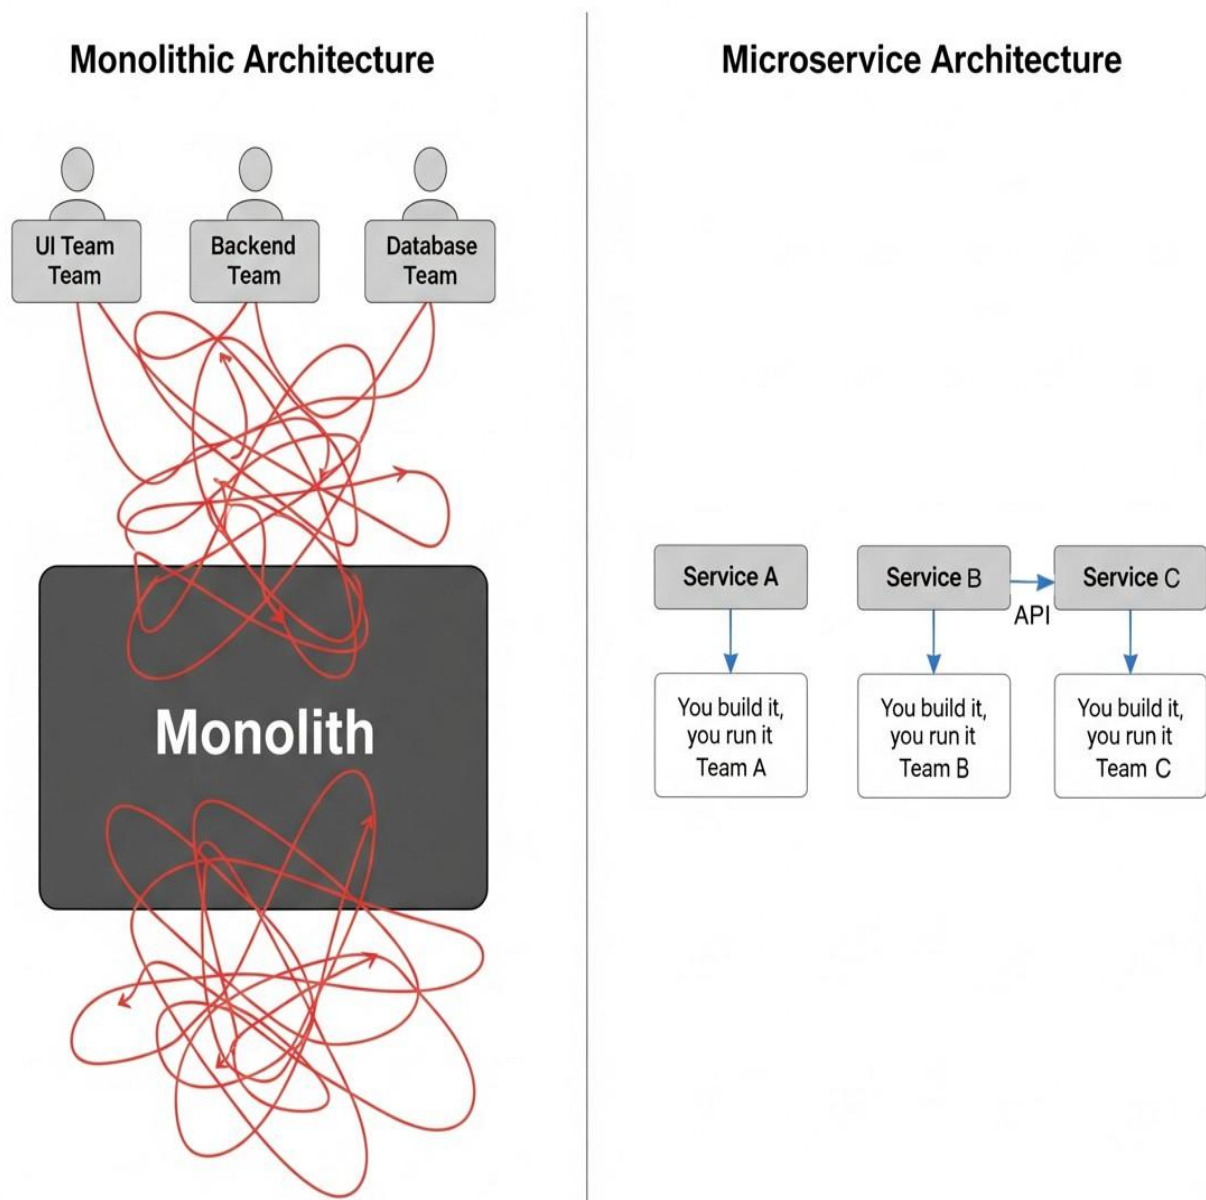 Monolithic Architecture
UI Team
Team
Backend
Team
Database
Team
Monolith
Microservice Architecture
Service A
Service B
API
Service C
You build it,
you run it
Team A
You build it,
you run it
Team B
You build it,
you run it
Team C